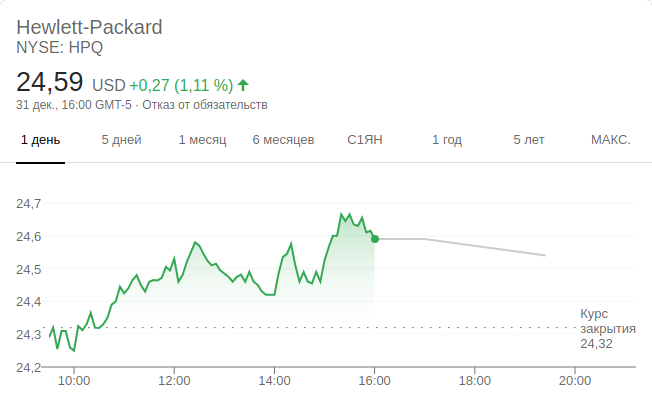 Hewlett-Packard
NYSE: HPQ
24,59 USD +0,27 (1,11 %)
31 дек., 16:00 GMT-5 · Отказ от обязательств
1 день 5 дней 1 месяц 6 месяцев С1ЯН 1 год 5 лет МАКС.
24,7
24,6
24,5
24,4
24,3
24,2
Курс
закрытия
24,32
10:00 12:00 14:00 16:00 18:00 20:00